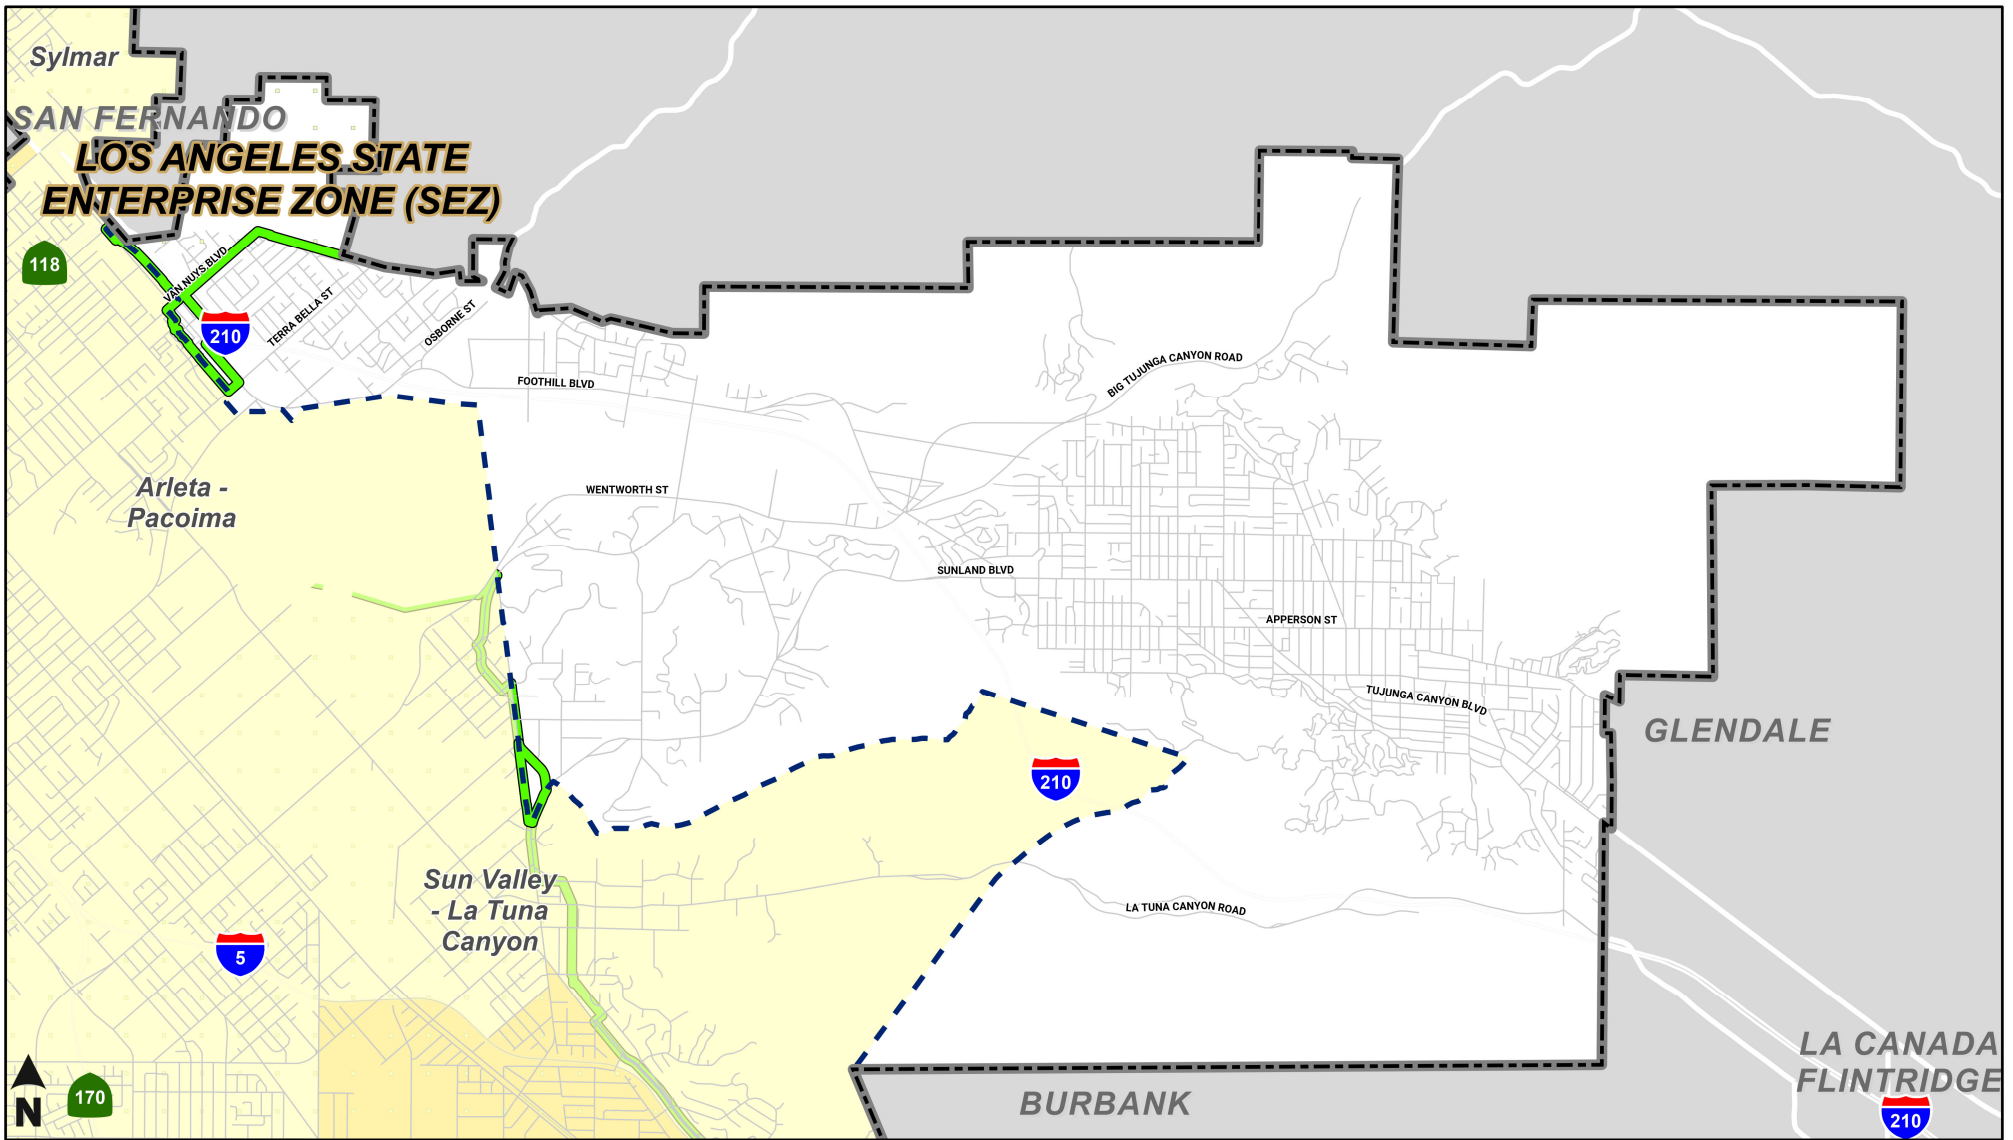 Sylmar
SAN FERNANDO
LOS ANGELES STATE
ENTERPRISE ZONE (SEZ)
118
VAN NUYS BLVD
210
TERRA BELLA ST
OSBORNE ST
FOOTHILL BLVD
BIG TUJUNGA CANYON ROAD
Arleta -
Pacoima
WENTWORTH ST
SUNLAND BLVD
APPERSON ST
TUJUNGA CANYON BLVD
GLENDALE
210
Sun Valley
- La Tuna
Canyon
LA TUNA CANYON ROAD
5
LA CANADA
FLINTRIDGE
170
N
BURBANK
210